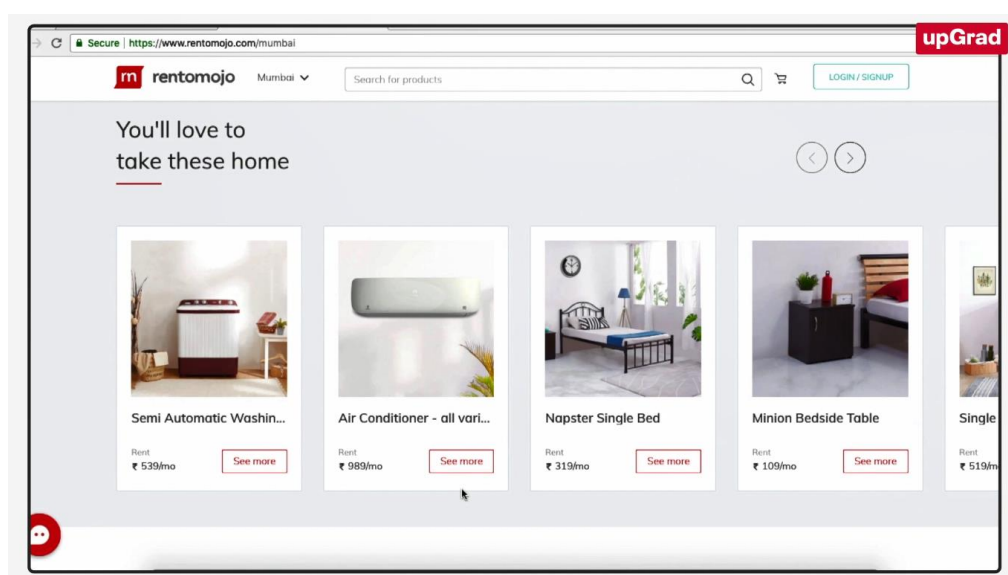 upGrad
Secure | https://www.rentomojo.com/mumbai
m rentomojo Mumbai Search for products LOGIN / SIGNUP
You'll love to
take these home
Semi Automatic Washin... Air Conditioner - all vari... Napster Single Bed Minion Bedside Table Single
Rent Rent Rent Rent Rent
₹ 539/mo See more ₹ 989/mo See more ₹ 319/mo See more ₹ 109/mo See more ₹ 519/m